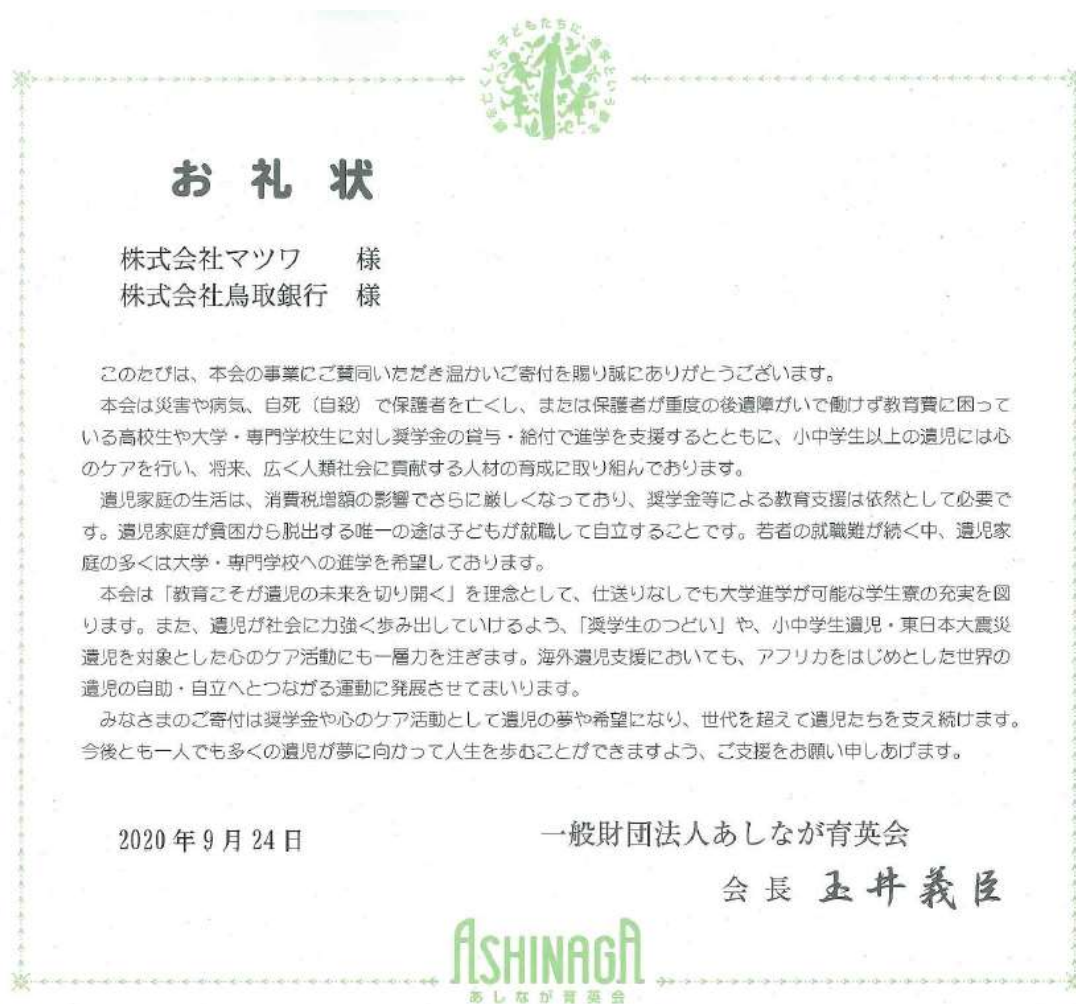 親を亡くした子どもたちに、進学という夢を
お礼状
株式会社マツワ 様
株式会社鳥取銀行 様
このたびは、本会の事業にご賛同いただき温かいご寄付を賜り誠にありがとうございます。
本会は災害や病気、自死(自殺)で保護者を亡くし、または保護者が重度の後遺障がいで働けず教育費に困って
いる高校生や大学・専門学校生に対し奨学金の貸与・給付で進学を支援するとともに、小中学生以上の遺児には心
のケアを行い、将来、広く人類社会に貢献する人材の育成に取り組んでおります。
遺児家庭の生活は、消費税増額の影響でさらに厳しくなっており、奨学金等による教育支援は依然として必要で
す。遺児家庭が貧困から脱出する唯一の途は子どもが就職して自立することです。若者の就職難が続く中、遺児家
庭の多くは大学・専門学校への進学を希望しております。
本会は「教育こそが遺児の未来を切り開く」を理念として、仕送りなしでも大学進学が可能な学生寮の充実を図
ります。また、遺児が社会に力強く歩み出していけるよう、「奨学生のつどい」や、小中学生遺児・東日本大震災
遺児を対象とした心のケア活動にも一層力を注ぎます。海外遺児支援においても、アフリカをはじめとした世界の
遺児の自助・自立へとつながる運動に発展させてまいります。
みなさまのご寄付は奨学金や心のケア活動として遺児の夢や希望になり、世代を超えて遺児たちを支え続けます。
今後とも一人でも多くの遺児が夢に向かって人生を歩むことができますよう、ご支援をお願い申しあげます。
2020年9月24日
一般財団法人あしなが育英会
会長 玉井義臣
ASHINAGA
あしなが育英会